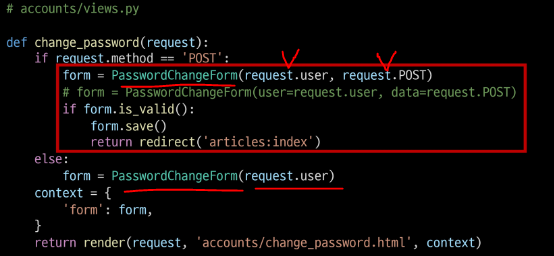 # accounts/views.py
def change_password(request):
    if request.method == 'POST':
        form = PasswordChangeForm(request.user, request.POST)
        # form = PasswordChangeForm(user=request.user, data=request.POST)
        if form.is_valid():
            form.save()
            return redirect('articles:index')
    else:
        form = PasswordChangeForm(request.user)
    context = {
        'form': form,
    }
    return render(request, 'accounts/change_password.html', context)